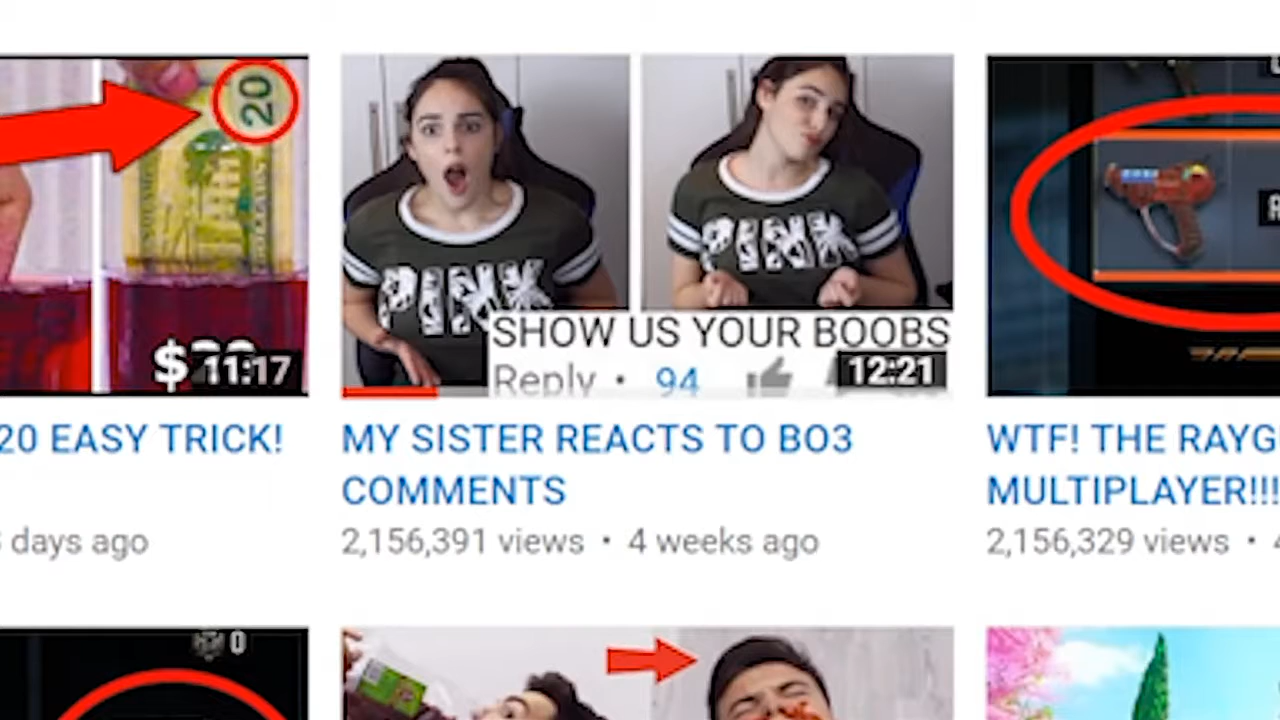 20
$20
11:17
PINK
PINK
SHOW US YOUR BOOBS
Reply • 94
12:21
20 EASY TRICK!
MY SISTER REACTS TO BO3
COMMENTS
WTF! THE RAYG
MULTIPLAYER!!!
days ago
2,156,391 views • 4 weeks ago
2,156,329 views •
0